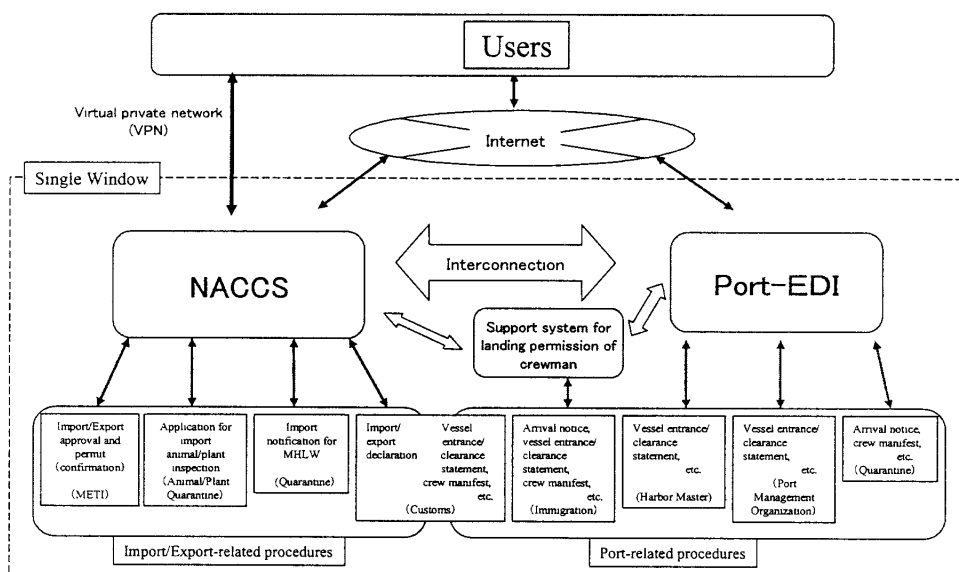 Users
Virtual private network
(VPN)
Internet
Single Window
NACCS
Interconnection
Port-EDI
Support system for
landing permission of
crewman
Import/Export
approval and
permit
(confirmation)
(METI)
Application for
import
animal/plant
inspection
(Animal/Plant
Quarantine)
Import
notification for
MHLW
(Quarantine)
Import/
export
declaration
Vessel
entrance/
clearance
statement,
crew manifest,
etc.
(Customs)
Arrival notice,
vessel entrance/
clearance
statement,
crew manifest,
etc.
(Immigration)
Vessel entrance/
clearance
statement,
etc.
(Harbor Master)
Vessel entrance/
clearance
statement,
etc.
(Port
Management
Organization)
Arrival notice,
crew manifest,
etc.
(Quarantine)
Import/Export-related procedures
Port-related procedures